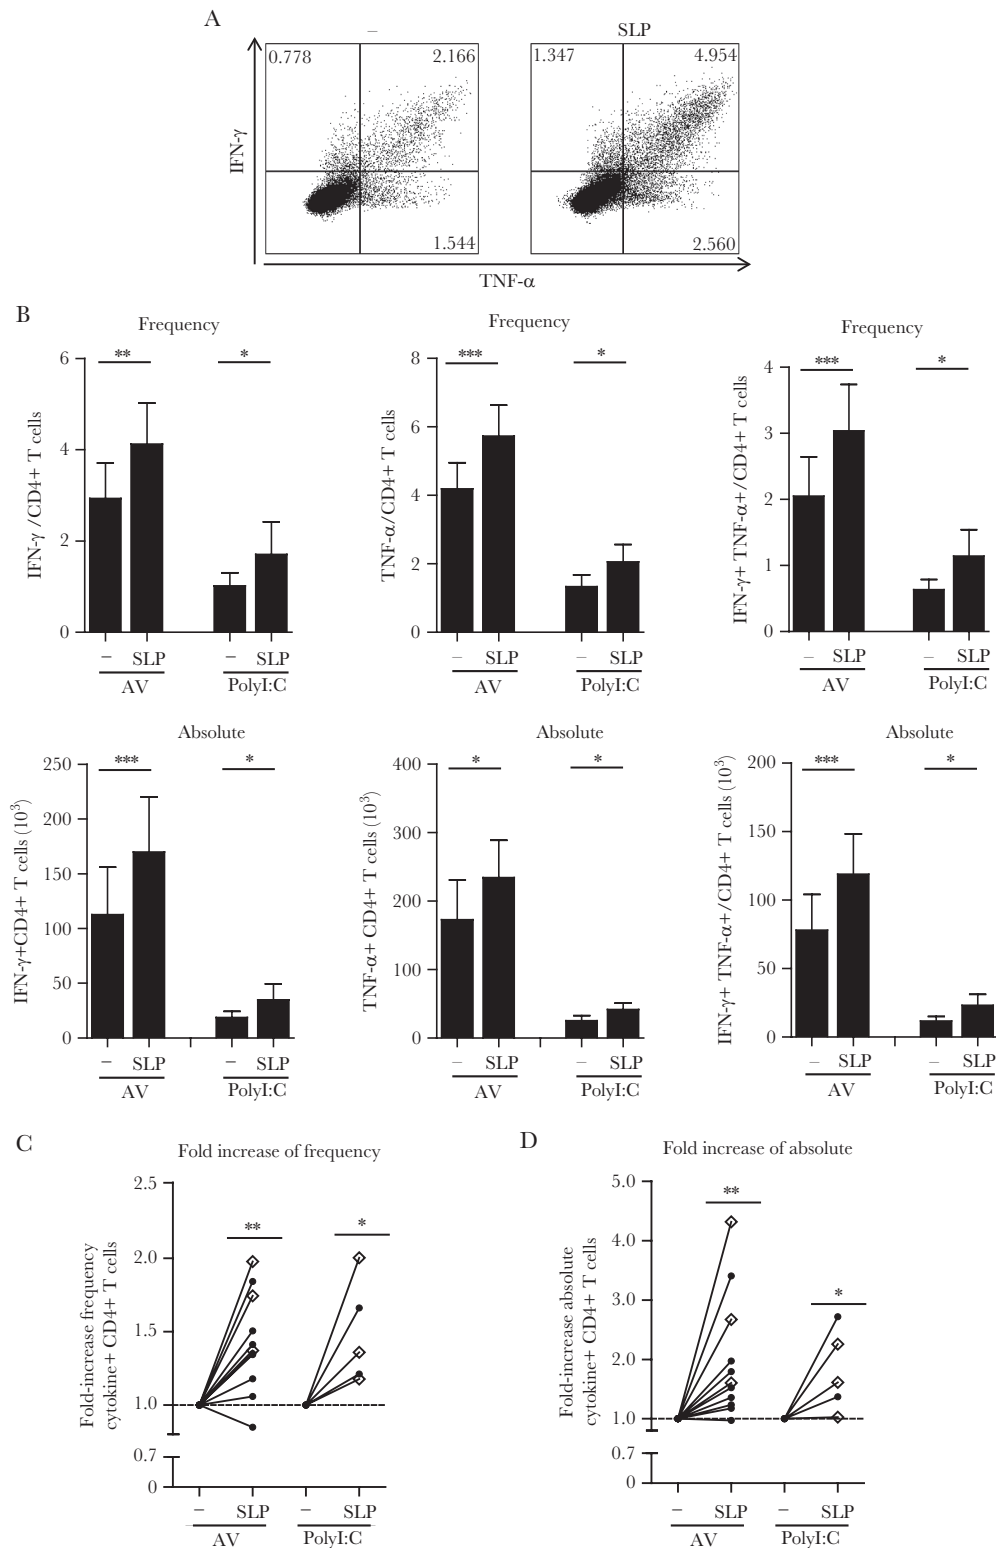 A
–
SLP
0.778
2.166
1.347
4.954
IFN-γ
1.544
2.560
TNF-α
B
Frequency
Frequency
Frequency
IFN-γ /CD4+ T cells
6
4
2
0
**
*
– SLP – SLP
AV PolyI:C
TNF-α/CD4+ T cells
8
6
4
2
0
***
*
– SLP – SLP
AV PolyI:C
IFN-γ+ TNF-α+/CD4+ T cells
4
3
2
1
0
***
*
– SLP – SLP
AV PolyI:C
Absolute
Absolute
Absolute
IFN-γ+CD4+ T cells (10³)
250
200
150
100
50
0
***
*
– SLP – SLP
AV PolyI:C
TNF-α+ CD4+ T cells (10³)
400
300
200
100
0
*
*
– SLP – SLP
AV PolyI:C
IFN-γ+ TNF-α+/CD4+ T cells (10³)
200
150
100
50
0
***
*
– SLP – SLP
AV PolyI:C
C
Fold increase of frequency
Fold-increase frequency
cytokine+ CD4+ T cells
2.5
2.0
1.5
1.0
0.7
0
**
*
– SLP – SLP
AV PolyI:C
D
Fold increase of absolute
Fold-increase absolute
cytokine+ CD4+ T cells
5.0
4.0
3.0
2.0
1.0
0.7
0
**
*
– SLP – SLP
AV PolyI:C